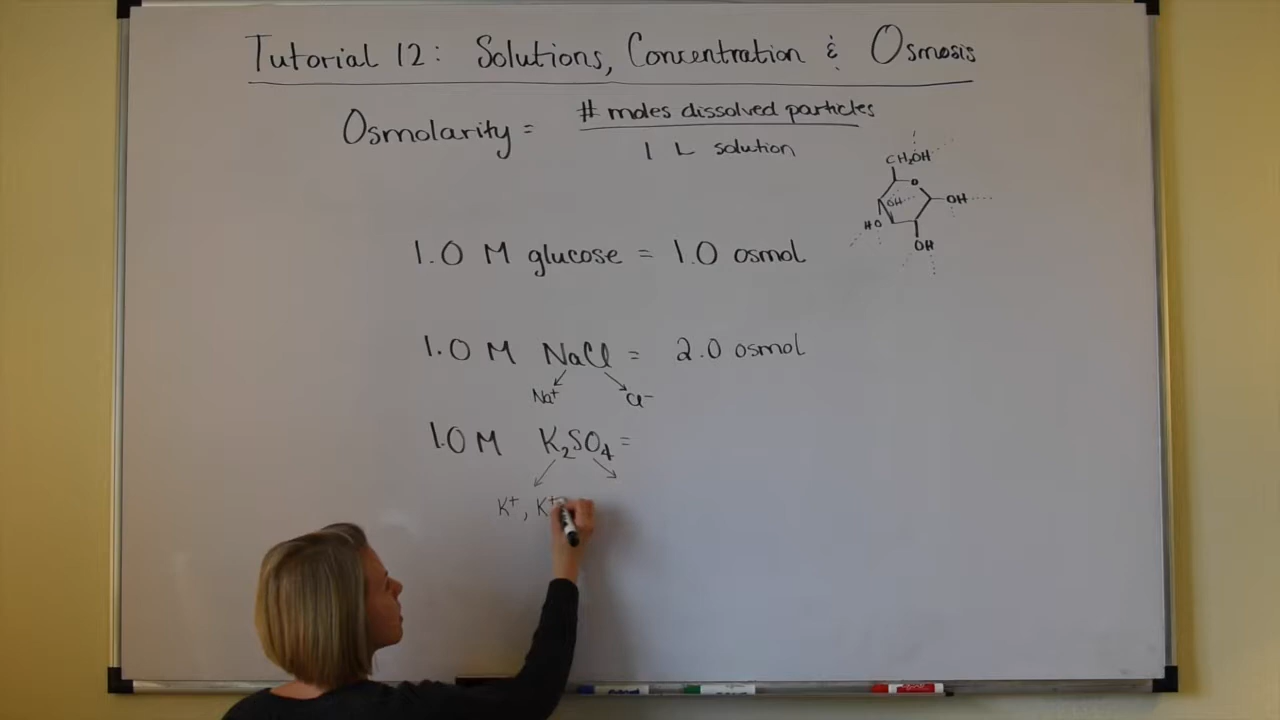 Tutorial 12: Solutions, Concentration & Osmosis
Osmolarity = # moles dissolved particles
1 L solution
CH₂OH
O
OH
OH
HO
OH
1.0 M glucose = 1.0 osmol
1.0 M NaCl = 2.0 osmol
Na⁺ Cl⁻
1.0 M K₂SO₄ =
K⁺, K⁺